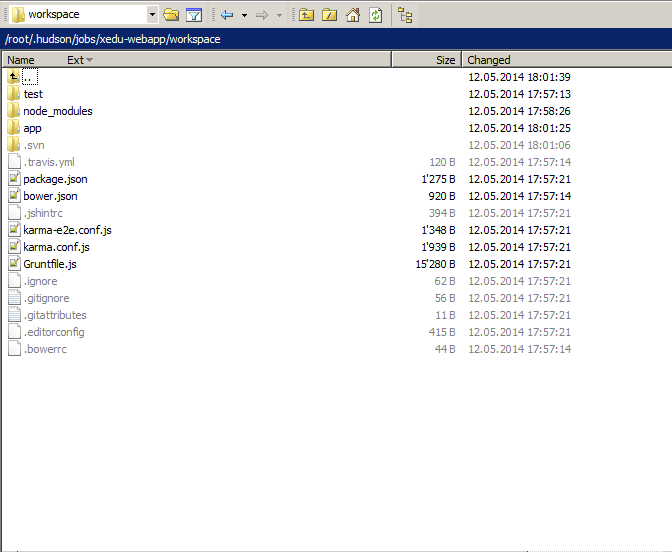 workspace
/root/.hudson/jobs/xedu-webapp/workspace
Name Ext Size Changed
.. 12.05.2014 18:01:39
test 12.05.2014 17:57:13
node_modules 12.05.2014 17:58:26
app 12.05.2014 18:01:25
.svn 12.05.2014 18:01:06
.travis.yml 120 B 12.05.2014 17:57:14
package.json 1'275 B 12.05.2014 17:57:21
bower.json 920 B 12.05.2014 17:57:14
.jshintrc 394 B 12.05.2014 17:57:21
karma-e2e.conf.js 1'348 B 12.05.2014 17:57:21
karma.conf.js 1'939 B 12.05.2014 17:57:21
Gruntfile.js 15'280 B 12.05.2014 17:57:21
.ignore 62 B 12.05.2014 17:57:21
.gitignore 56 B 12.05.2014 17:57:21
.gitattributes 11 B 12.05.2014 17:57:21
.editorconfig 415 B 12.05.2014 17:57:21
.bowerrc 44 B 12.05.2014 17:57:14